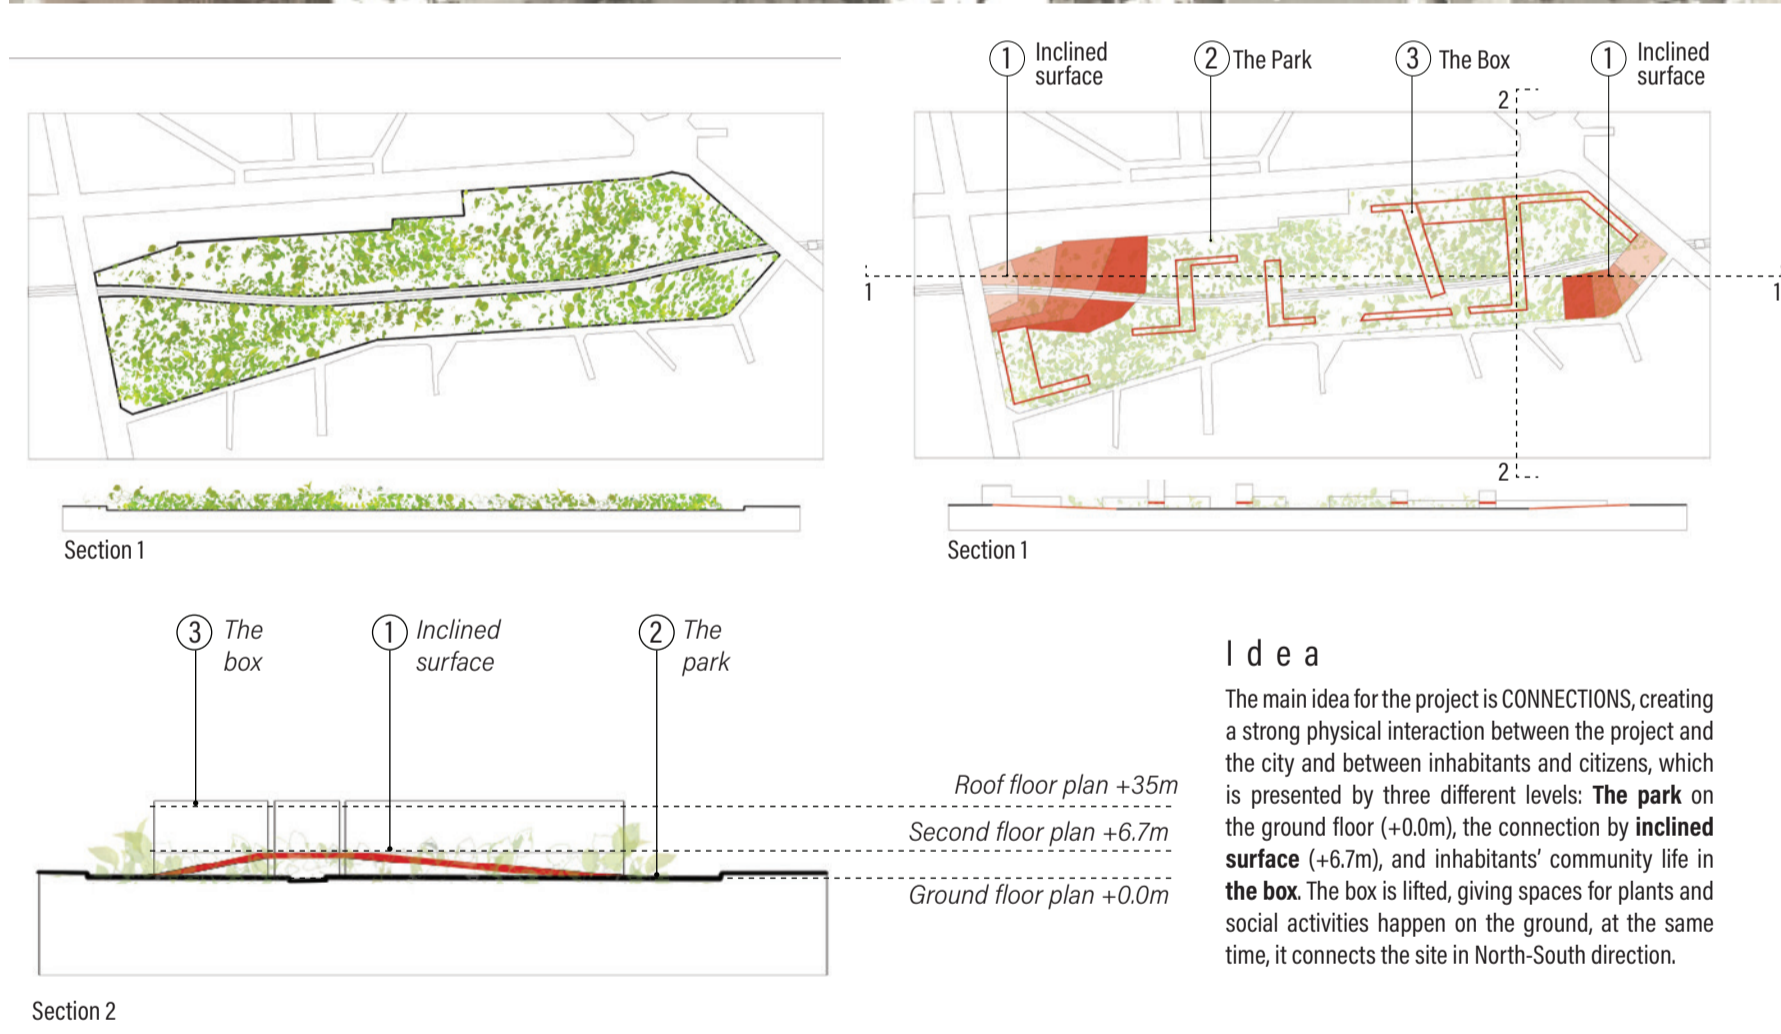 1 Inclined
surface
2 The Park
3 The Box
1 Inclined
surface
2
1
1
2
Section 1
Section 1
3 The
box
1 Inclined
surface
2 The
park
Roof floor plan +35m
Second floor plan +6.7m
Ground floor plan +0.0m
Section 2
Idea
The main idea for the project is CONNECTIONS, creating
a strong physical interaction between the project and
the city and between inhabitants and citizens, which
is presented by three different levels: The park on
the ground floor (+0.0m), the connection by inclined
surface (+6.7m), and inhabitants’ community life in
the box. The box is lifted, giving spaces for plants and
social activities happen on the ground, at the same
time, it connects the site in North-South direction.